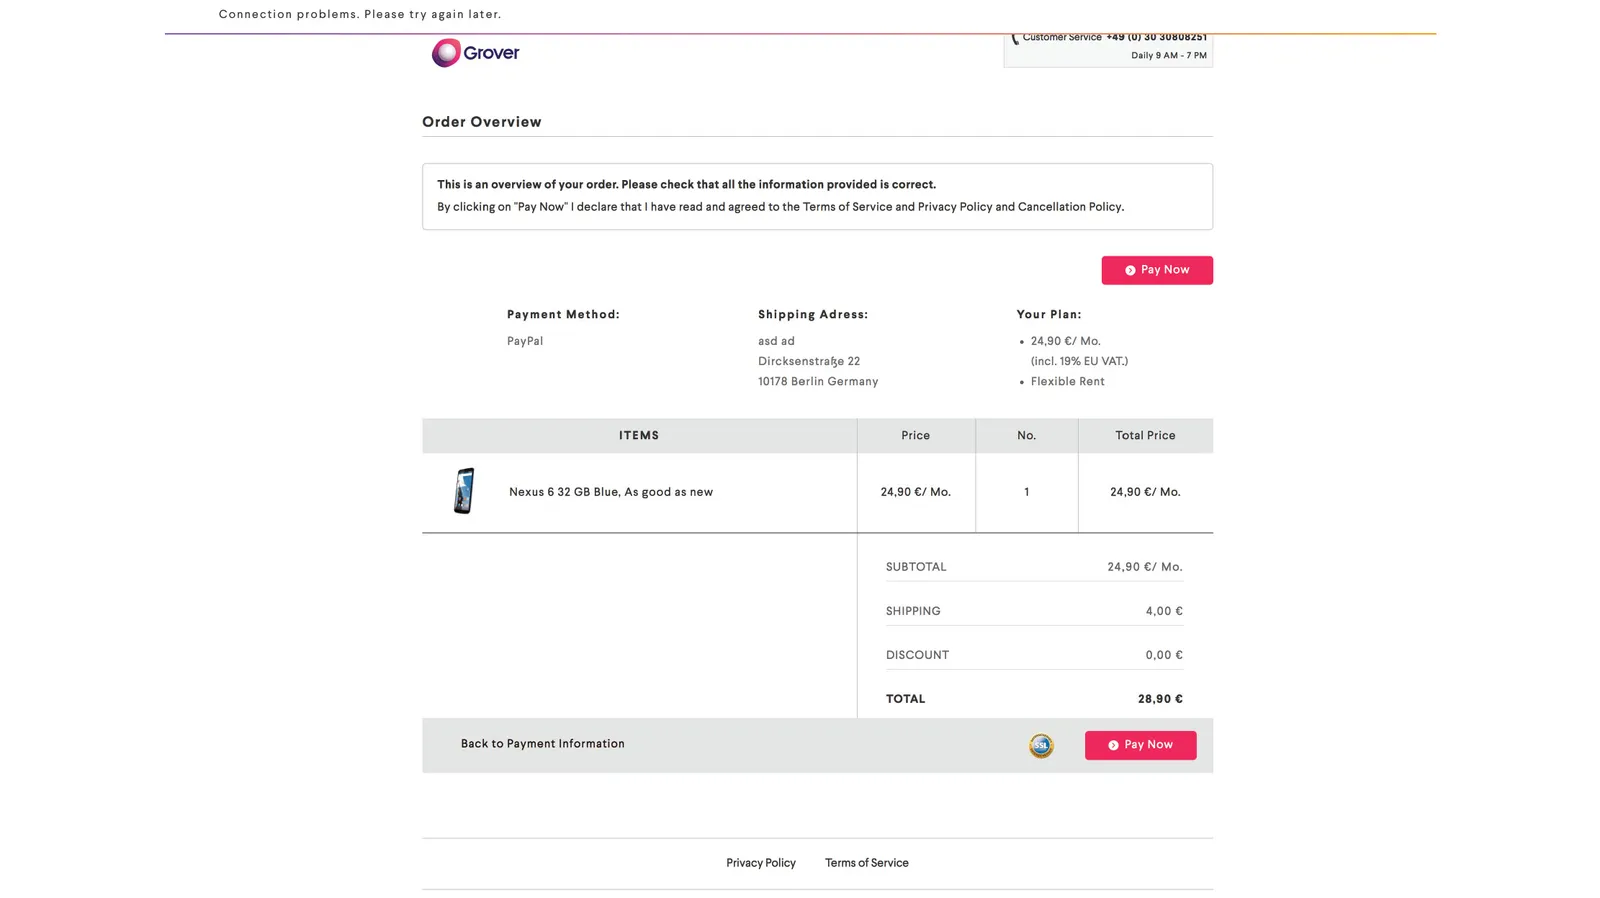 Connection problems. Please try again later.
Grover
Customer Service +49 (0) 30 30808251
Daily 9 AM - 7 PM
Order Overview
This is an overview of your order. Please check that all the information provided is correct.
By clicking on "Pay Now" I declare that I have read and agreed to the Terms of Service and Privacy Policy and Cancellation Policy.
Pay Now
Payment Method:
PayPal
Shipping Adress:
asd ad
Dircksenstraße 22
10178 Berlin Germany
Your Plan:
24,90 €/ Mo.
(incl. 19% EU VAT.)
Flexible Rent
ITEMS Price No. Total Price
Nexus 6 32 GB Blue, As good as new 24,90 €/ Mo. 1 24,90 €/ Mo.
SUBTOTAL 24,90 €/ Mo.
SHIPPING 4,00 €
DISCOUNT 0,00 €
TOTAL 28,90 €
Back to Payment Information
SSL
Pay Now
Privacy Policy Terms of Service